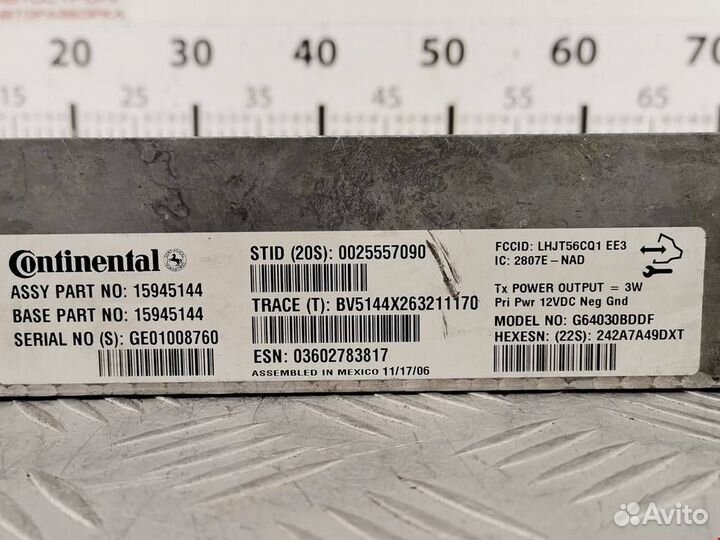 АВТОРАЗБОРКА
20 30 40 50 60 70
15 25 35 45 55 65
Continental
ASSY PART NO: 15945144
BASE PART NO: 15945144
SERIAL NO (S): GE01008760
STID (20S): 0025557090
TRACE (T): BV5144X263211170
ESN: 03602783817
ASSEMBLED IN MEXICO 11/17/06
FCCID: LHJT56CQ1 EE3
IC: 2807E-NAD
Tx POWER OUTPUT = 3W
Pri Pwr 12VDC Neg Gnd
MODEL NO: G64030BDDF
HEXESN: (22S): 242A7A49DXT
Avito